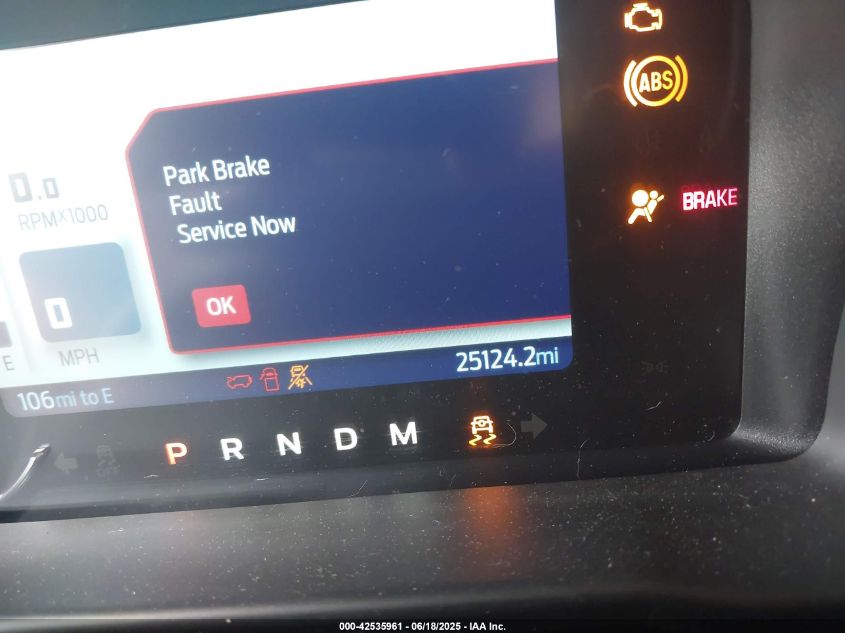 ABS
Park Brake
Fault
Service Now
BRAKE
0.0
RPMX1000
OK
0
MPH
E
25124.2mi
106mi to E
P R N D M
000-42535961 - 06/18/2025 - IAA Inc.